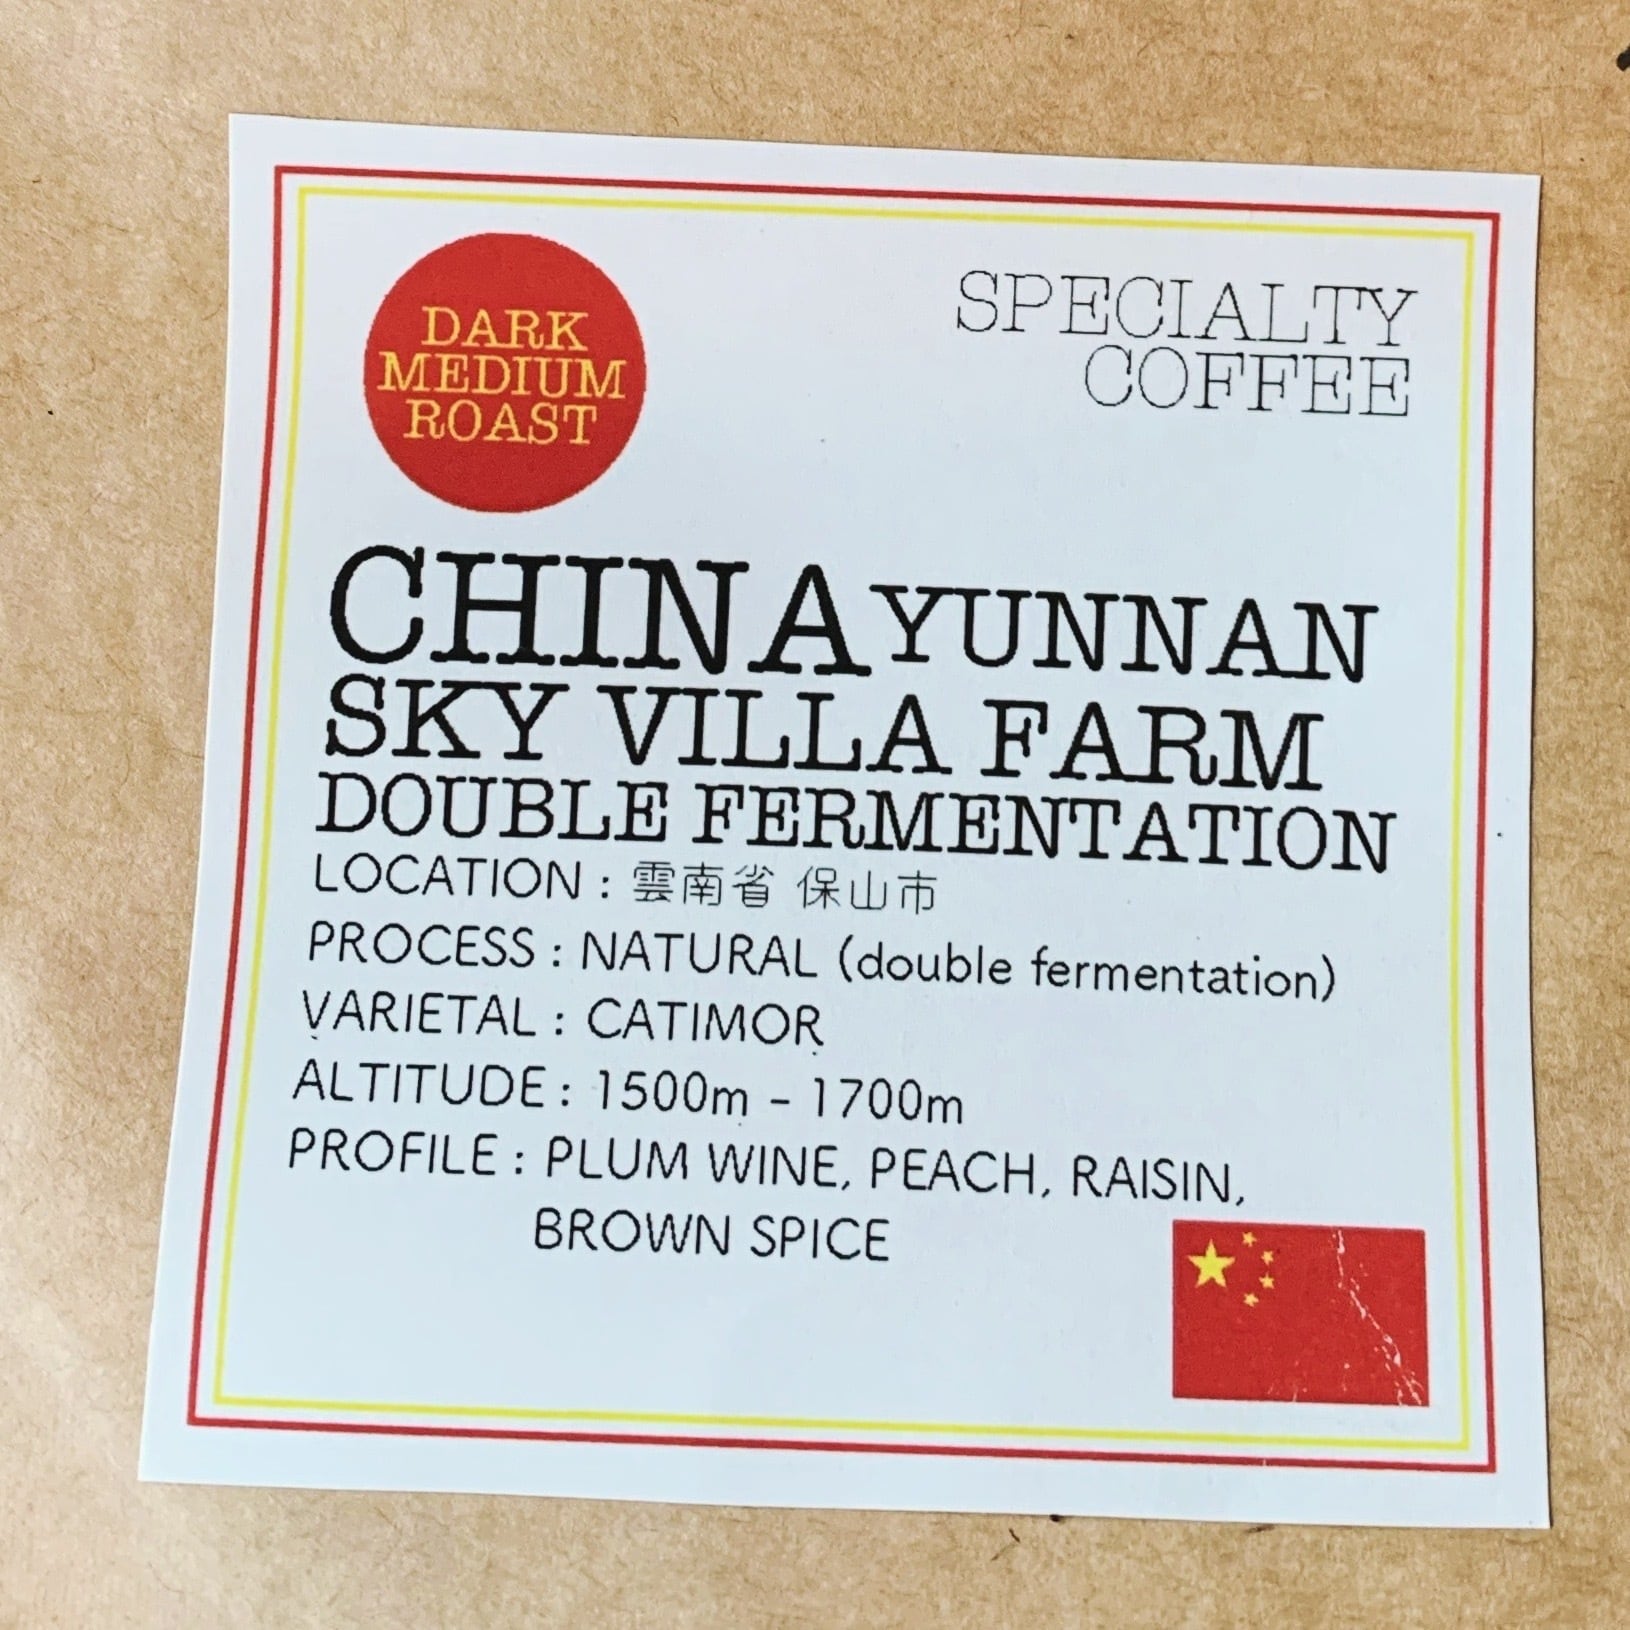 DARK
MEDIUM
ROAST
SPECIALTY
COFFEE
CHINA YUNNAN
SKY VILLA FARM
DOUBLE FERMENTATION
LOCATION : 雲南省 保山市
PROCESS : NATURAL (double fermentation)
VARIETAL : CATIMOR
ALTITUDE : 1500m - 1700m
PROFILE : PLUM WINE, PEACH, RAISIN,
BROWN SPICE